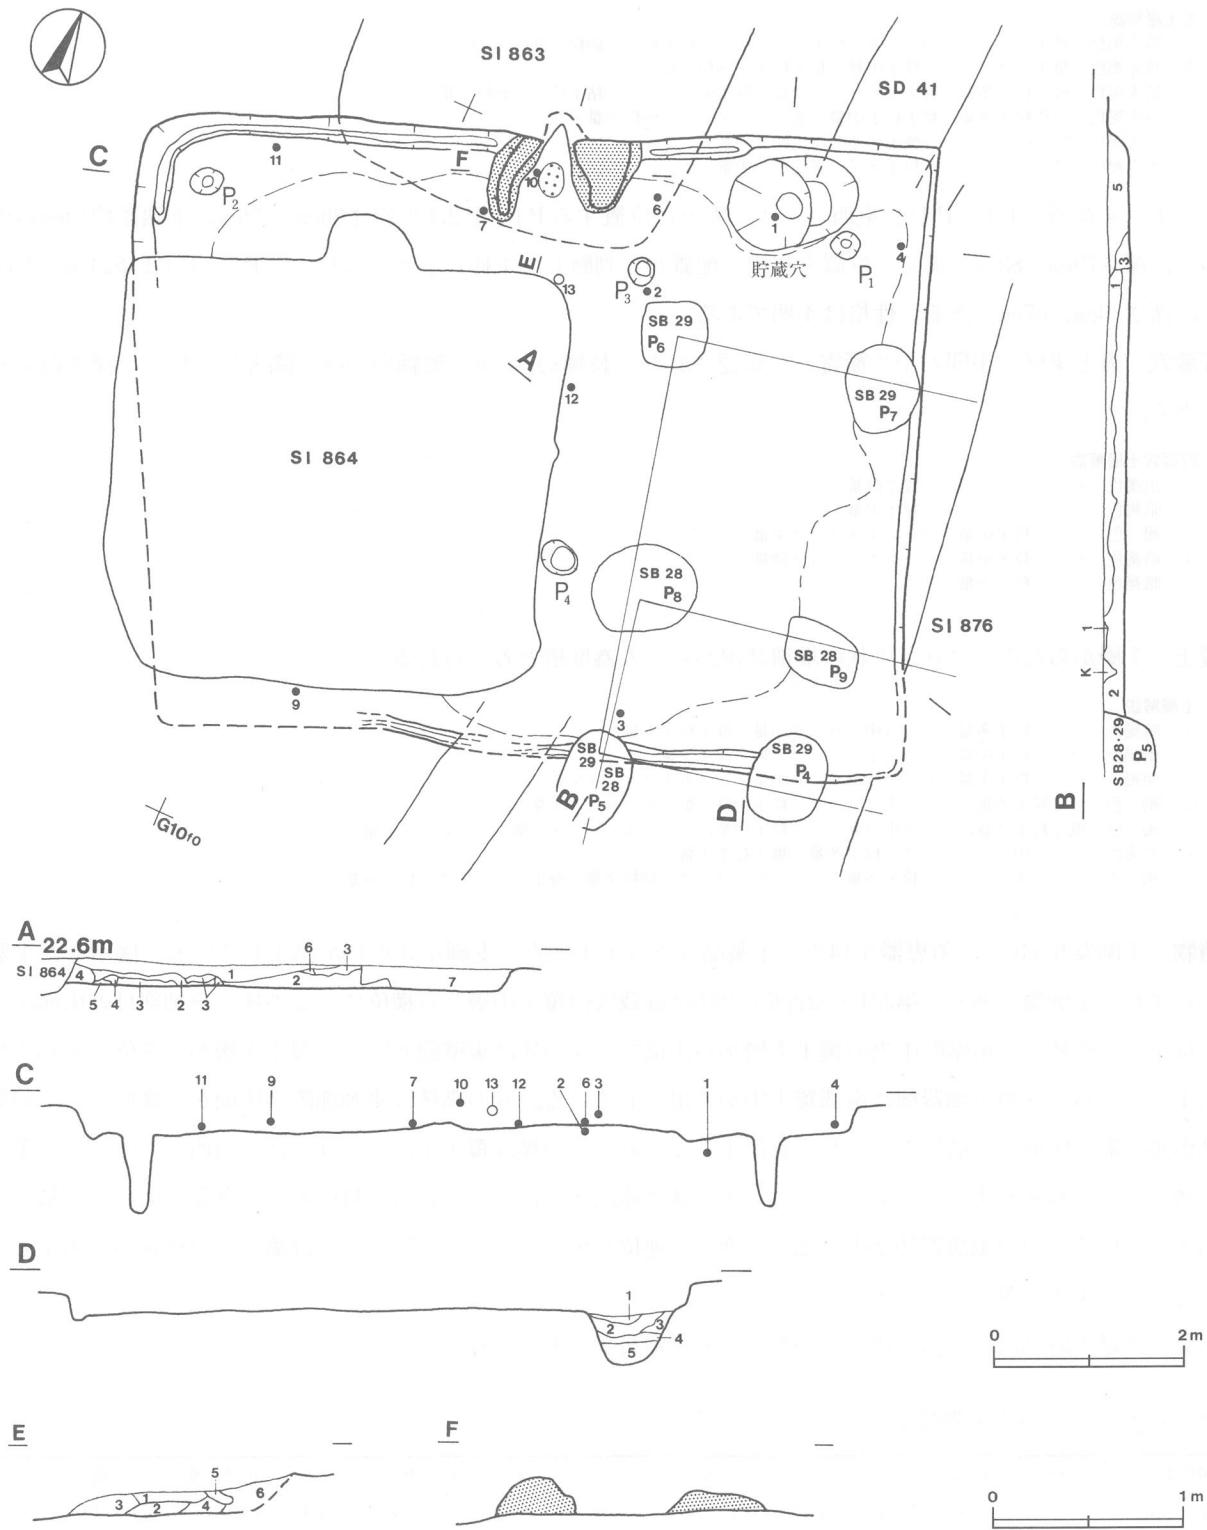 SI 863
SD 41
C
F
11
P2
10
7
6
1
P1
4
貯蔵穴
E
13
P3
2
SB 29
P6
A
12
SB 29
P7
SI 864
P4
SB 28
P8
SB 28
P9
SI 876
9
3
SB
29
SB
28
P5
SB 29
P4
B
D
G10f0
5
3
1
1
K
2
SB28・29
P5
B
A 22.6m
SI 864
4
1
6
3
2
7
5
4
3
2
3
C
11
9
7
10
13
12
2
6
3
1
4
D
1
2
3
4
5
0
2m
E
5
1
3
2
4
6
F
0
1m